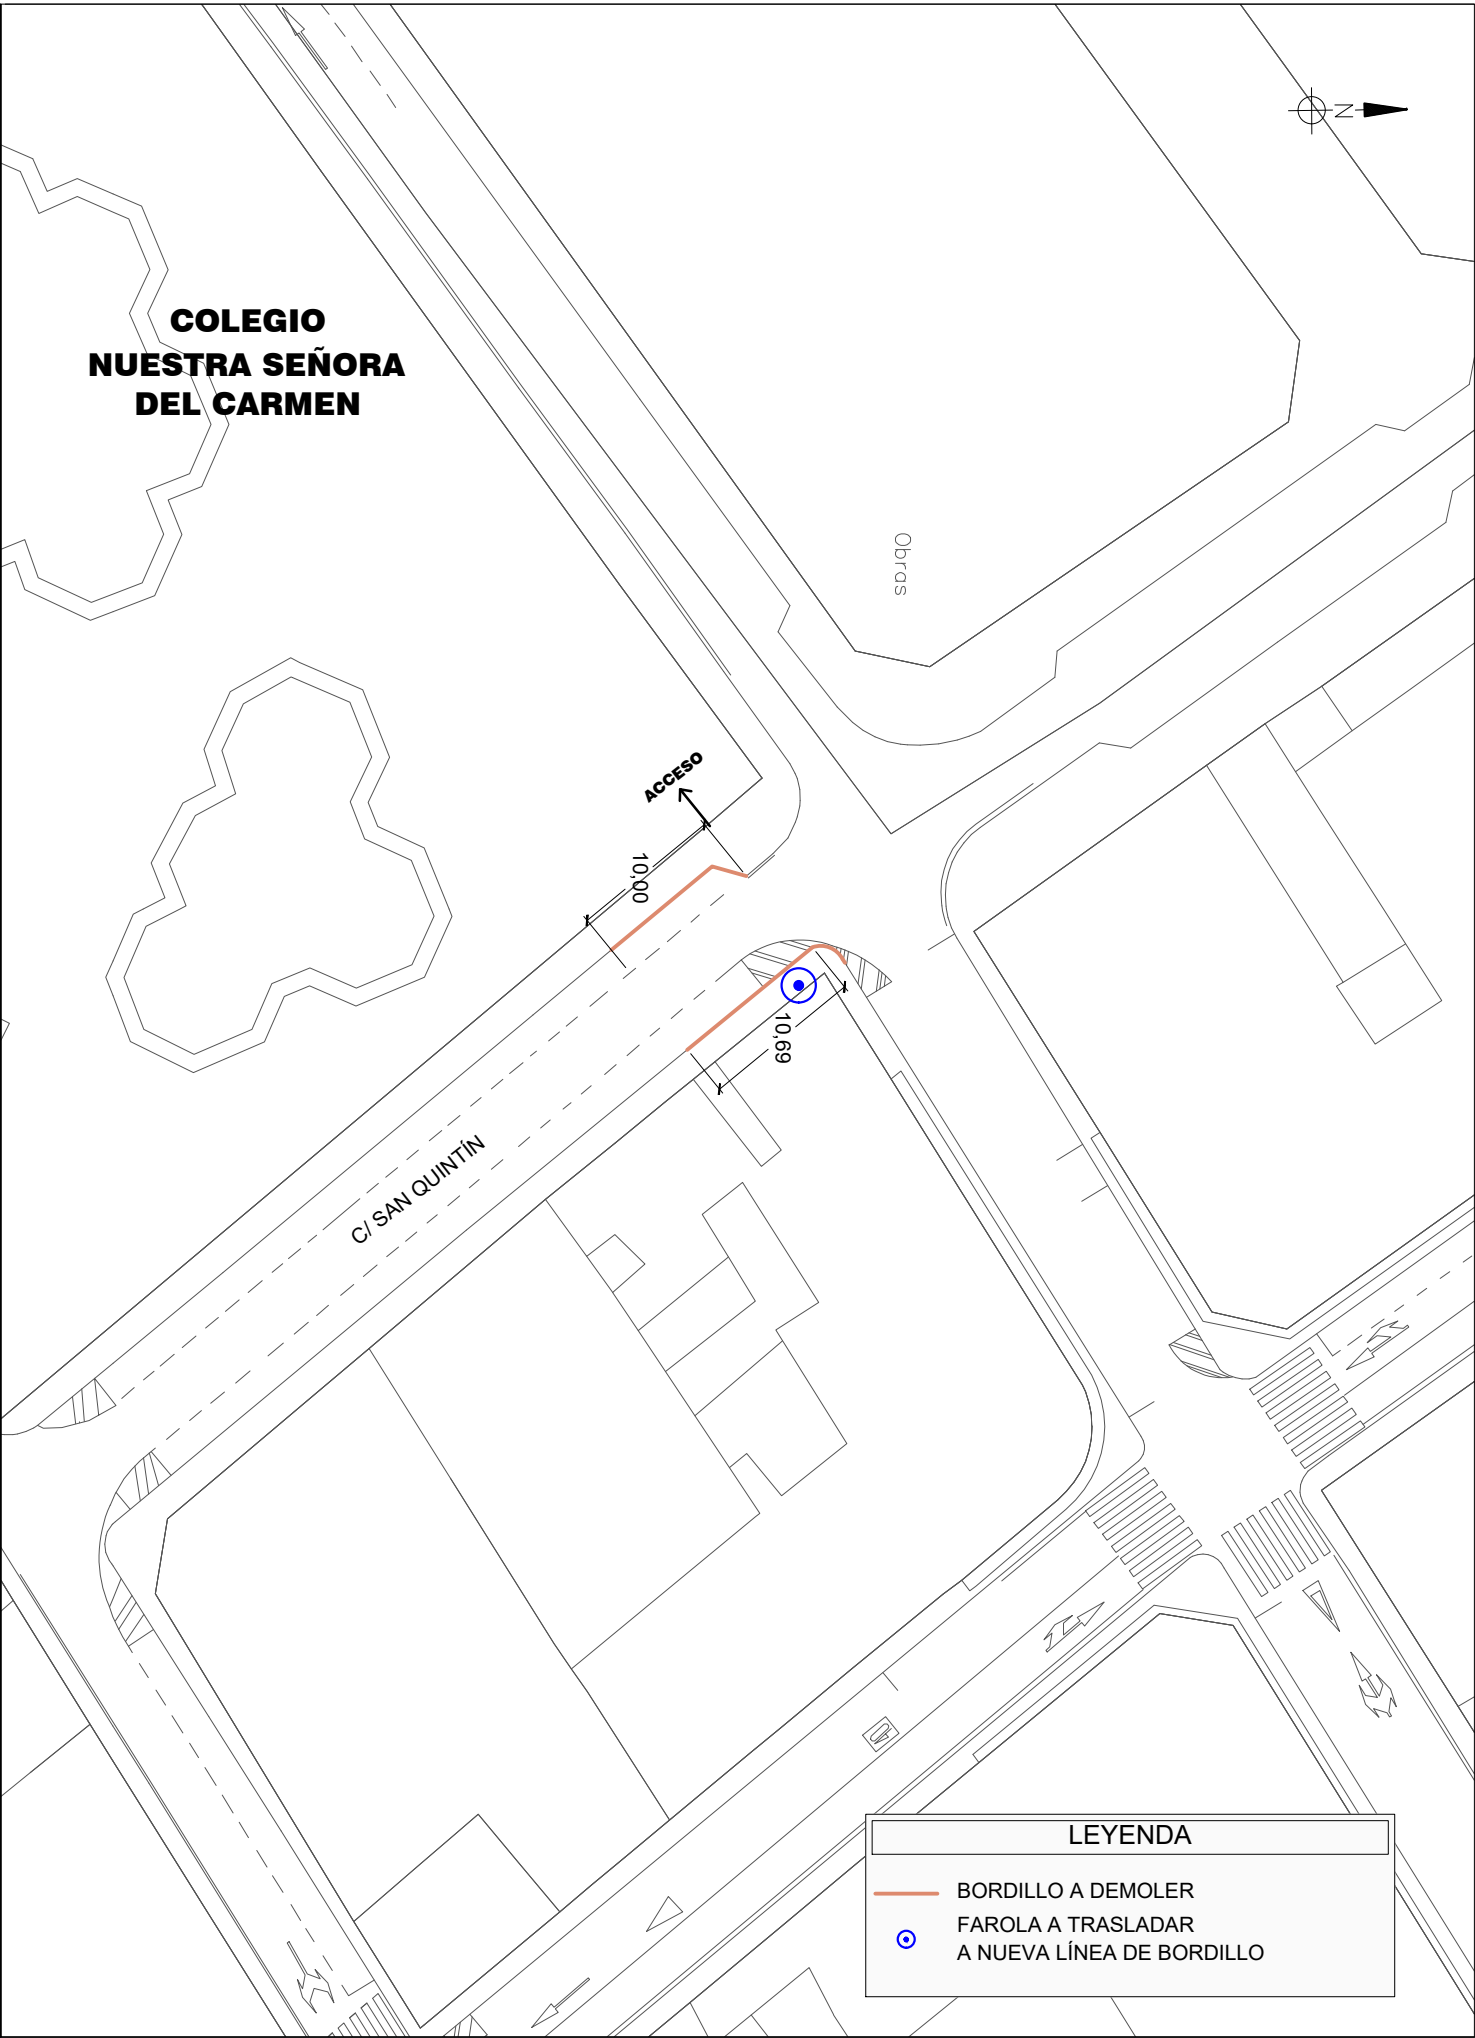 N
COLEGIO
NUESTRA SEÑORA
DEL CARMEN
Obras
ACCESO
10,00
10,69
C/ SAN QUINTÍN
LEYENDA
BORDILLO A DEMOLER
FAROLA A TRASLADAR
A NUEVA LÍNEA DE BORDILLO